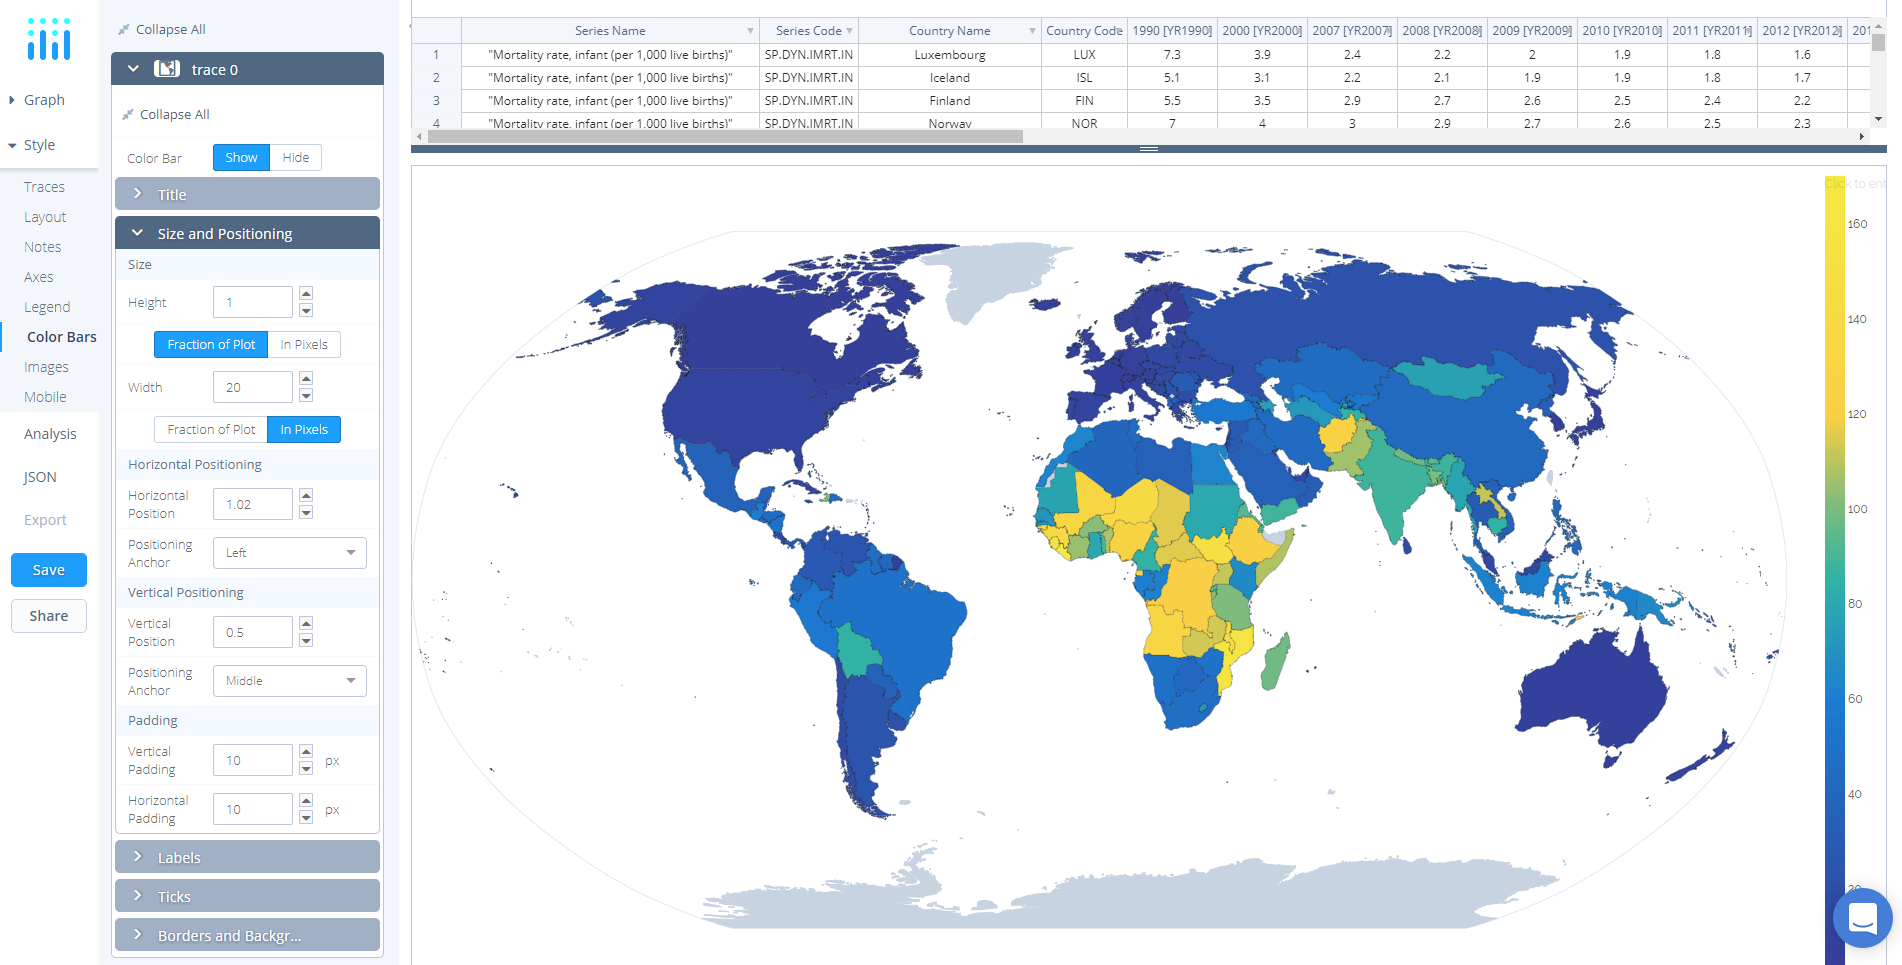 Collapse All
trace 0
Graph
Collapse All
Style
Color Bar Show Hide
Traces
Title
Layout
Notes
Size and Positioning
Axes
Size
Legend
Height 1
Color Bars
Fraction of Plot In Pixels
Images
Width 20
Mobile
Fraction of Plot In Pixels
Analysis
Horizontal Positioning
JSON
Horizontal Position 1.02
Export
Positioning Anchor Left
Save
Vertical Positioning
Share
Vertical Position 0.5
Positioning Anchor Middle
Padding
Vertical Padding 10 px
Horizontal Padding 10 px
Labels
Ticks
Borders and Backgr...
Series Name Series Code Country Name Country Code 1990 [YR1990] 2000 [YR2000] 2007 [YR2007] 2008 [YR2008] 2009 [YR2009] 2010 [YR2010] 2011 [YR2011] 2012 [YR2012] 201
1 "Mortality rate, infant (per 1,000 live births)" SP.DYN.IMRT.IN Luxembourg LUX 7.3 3.9 2.4 2.2 2 1.9 1.8 1.6
2 "Mortality rate, infant (per 1,000 live births)" SP.DYN.IMRT.IN Iceland ISL 5.1 3.1 2.2 2.1 1.9 1.9 1.8 1.7
3 "Mortality rate, infant (per 1,000 live births)" SP.DYN.IMRT.IN Finland FIN 5.5 3.5 2.9 2.7 2.6 2.5 2.4 2.2
4 "Mortality rate, infant (per 1,000 live births)" SP.DYN.IMRT.IN Norway NOR 7 4 3 2.9 2.7 2.6 2.5 2.3
Click to ent
160
140
120
100
80
60
40
20